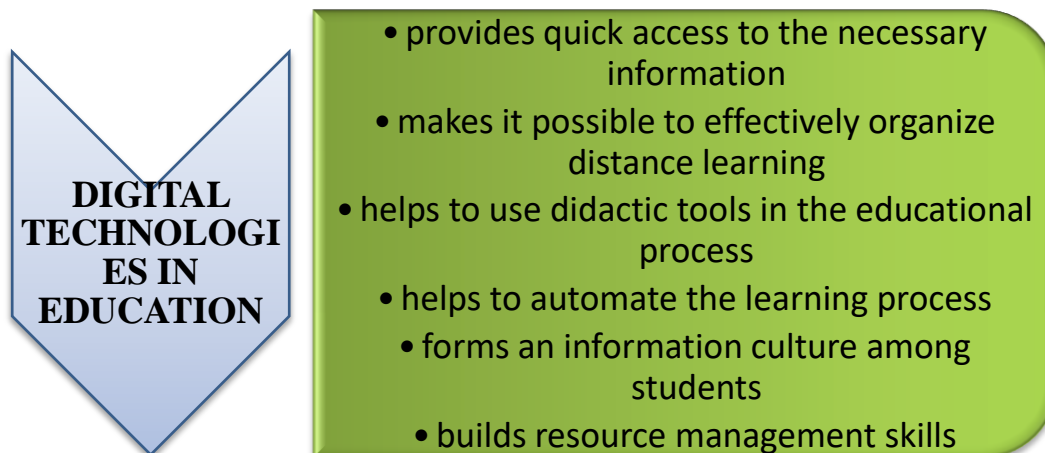 DIGITAL
TECHNOLOGI
ES IN
EDUCATION
• provides quick access to the necessary
information
• makes it possible to effectively organize
distance learning
• helps to use didactic tools in the educational
process
• helps to automate the learning process
• forms an information culture among
students
• builds resource management skills